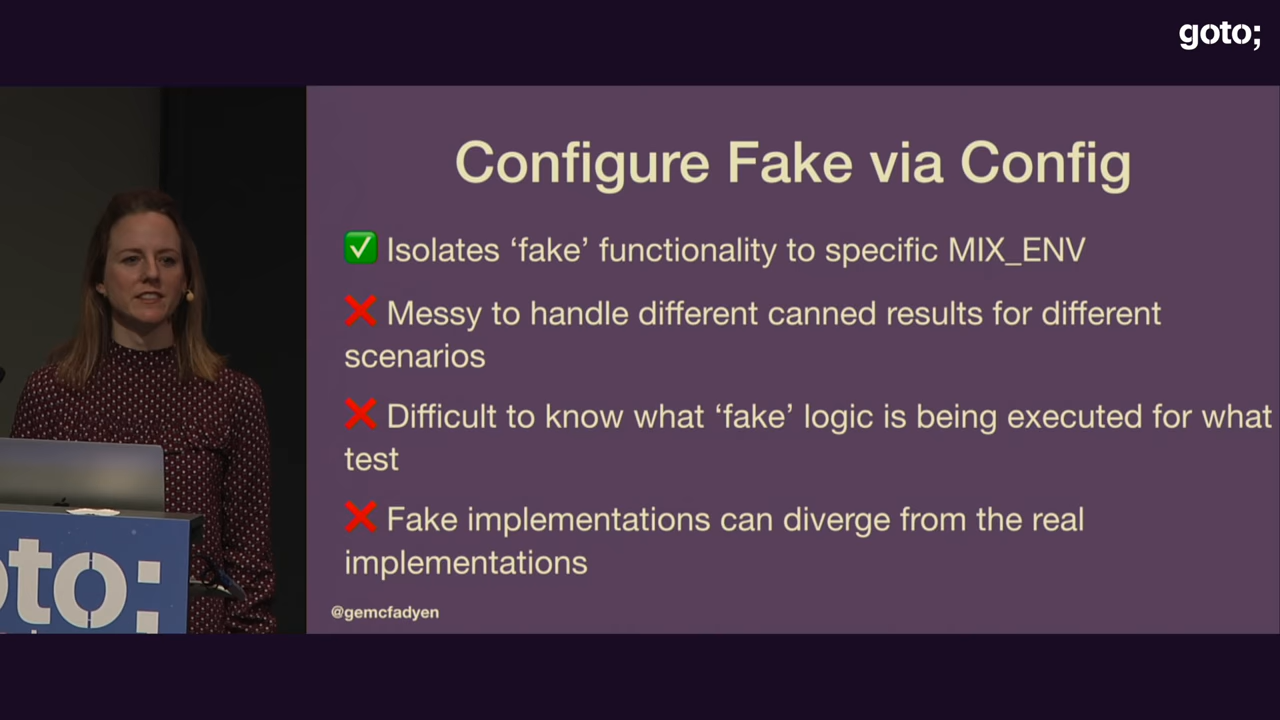 goto;
Configure Fake via Config
✅ Isolates ‘fake’ functionality to specific MIX_ENV
❌ Messy to handle different canned results for different
scenarios
❌ Difficult to know what ‘fake’ logic is being executed for what
test
❌ Fake implementations can diverge from the real
implementations
@gemcfadyen
oto;